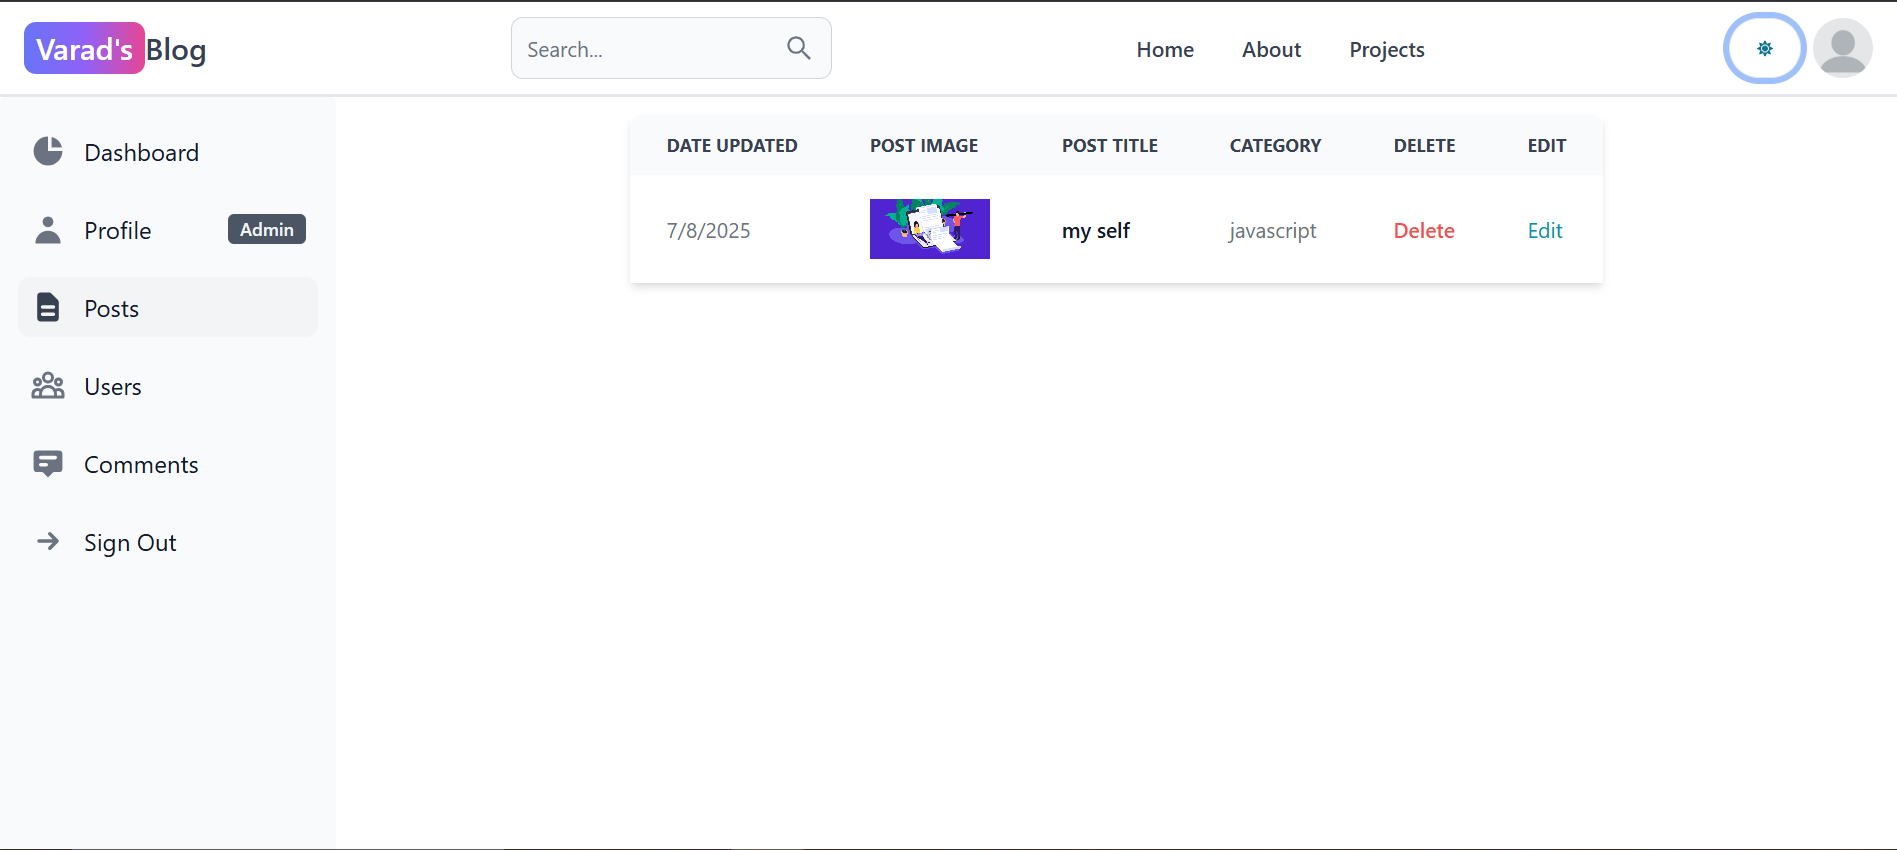 Varad's Blog
Search...
Home About Projects
Dashboard
Profile Admin
Posts
Users
Comments
Sign Out
DATE UPDATED POST IMAGE POST TITLE CATEGORY DELETE EDIT
7/8/2025 my self javascript Delete Edit